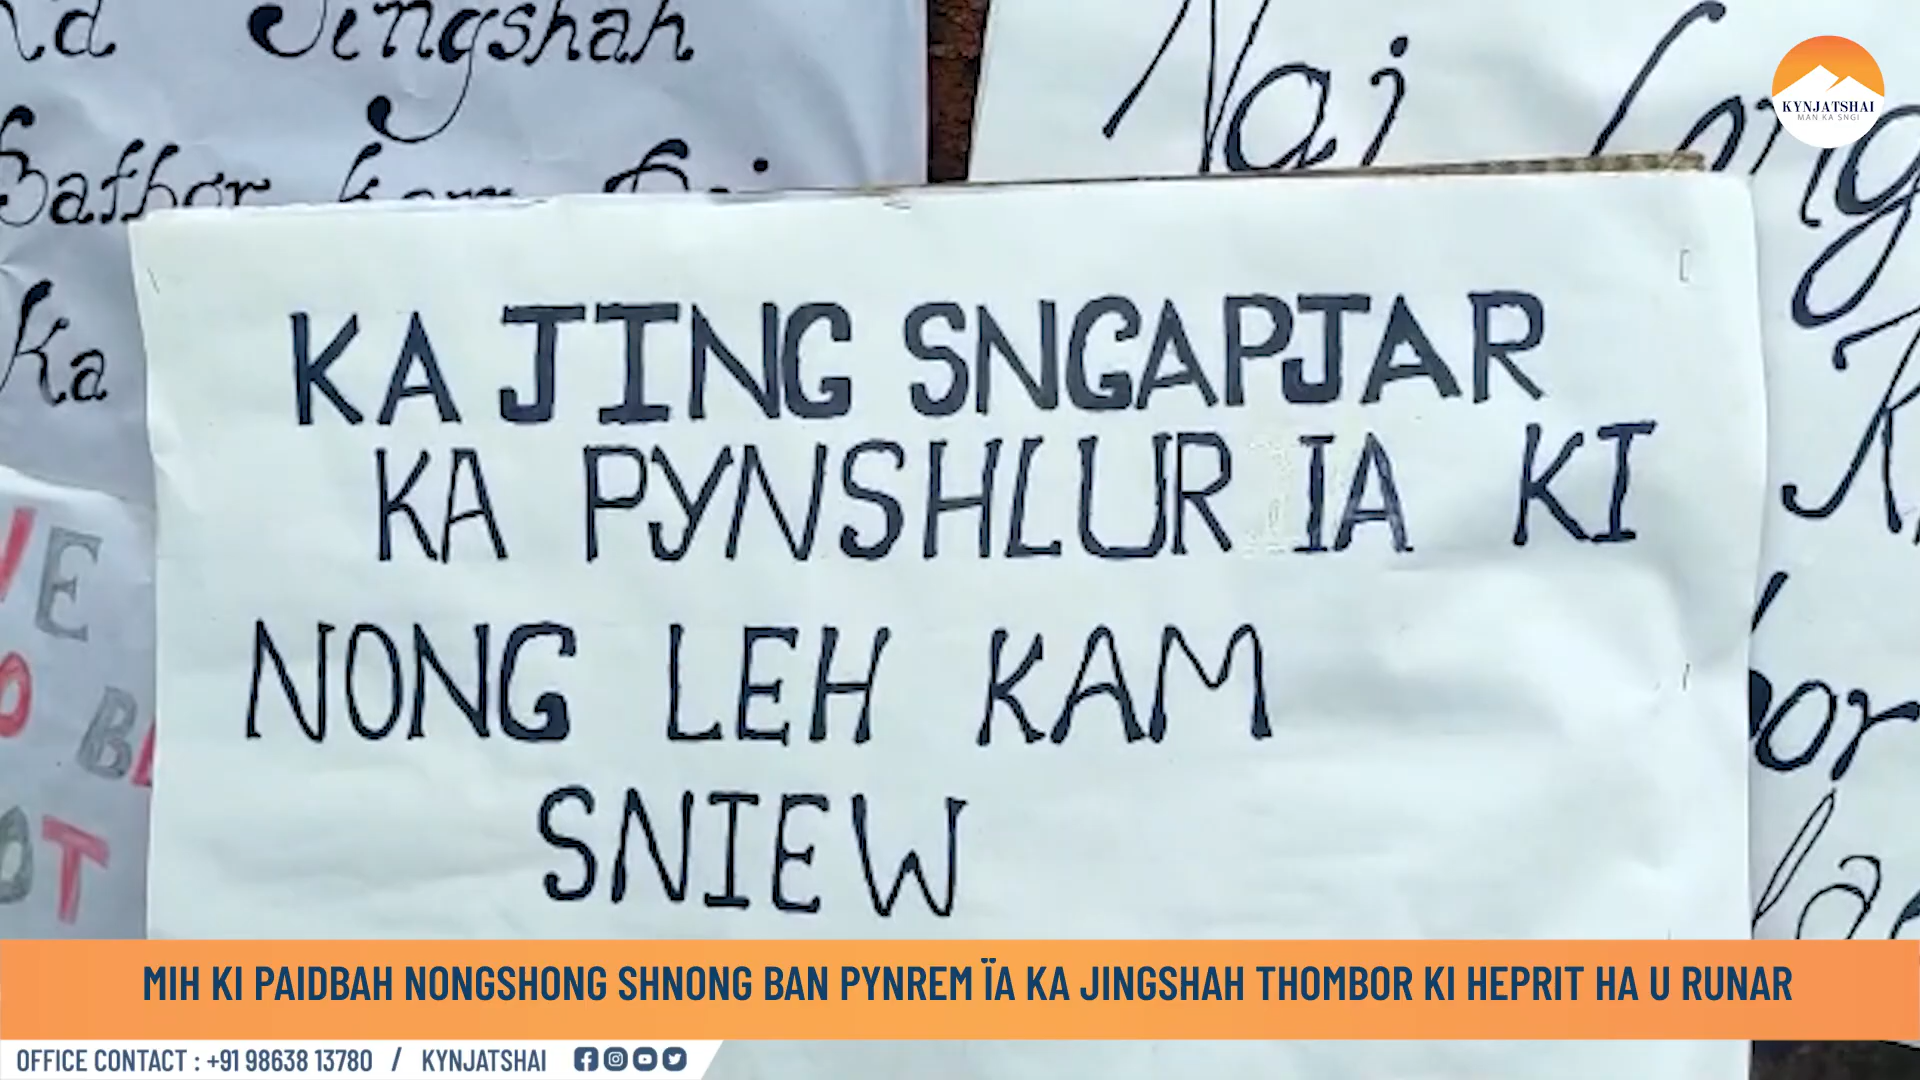 Jingshah
Ka
KYNJATSHAI
MAN KA SNGI
KA JING SNGAPJAR
KA PYNSHLUR IA KI
NONG LEH KAM
SNIEW
MIH KI PAIDBAH NONGSHONG SHNONG BAN PYNREM ÏA KA JINGSHAH THOMBOR KI HEPRIT HA U RUNAR
OFFICE CONTACT : +91 98638 13780 / KYNJATSHAI